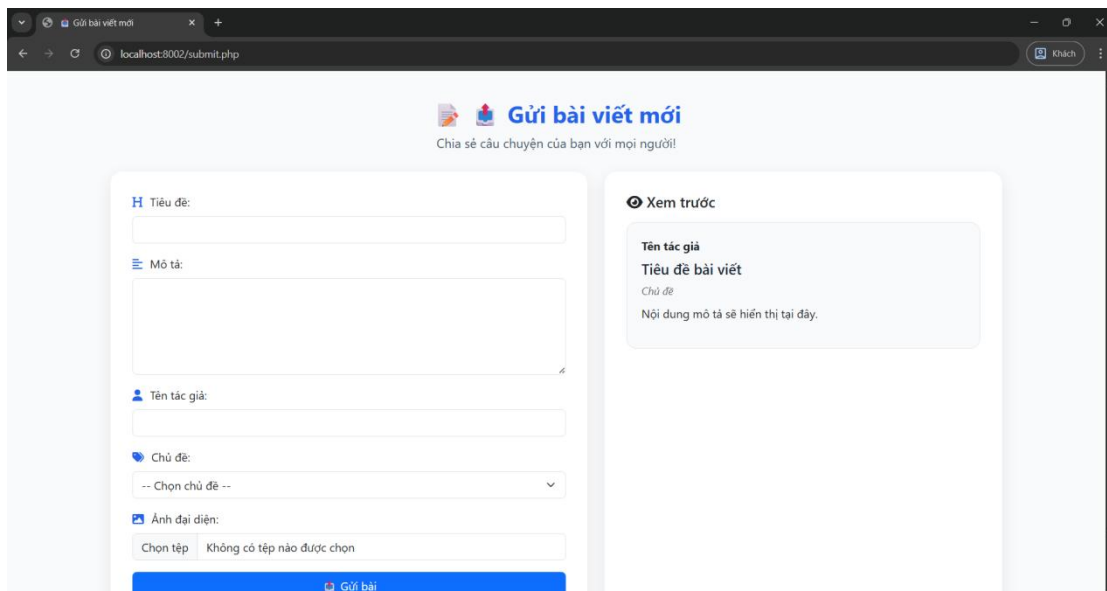 Gửi bài viết mới
localhost:8002/submit.php
Khách
Gửi bài viết mới
Chia sẻ câu chuyện của bạn với mọi người!
Tiêu đề:
Mô tả:
Tên tác giả:
Chủ đề:
-- Chọn chủ đề --
Ảnh đại diện:
Chọn tệp Không có tệp nào được chọn
Gửi bài
Xem trước
Tên tác giả
Tiêu đề bài viết
Chủ đề
Nội dung mô tả sẽ hiển thị tại đây.